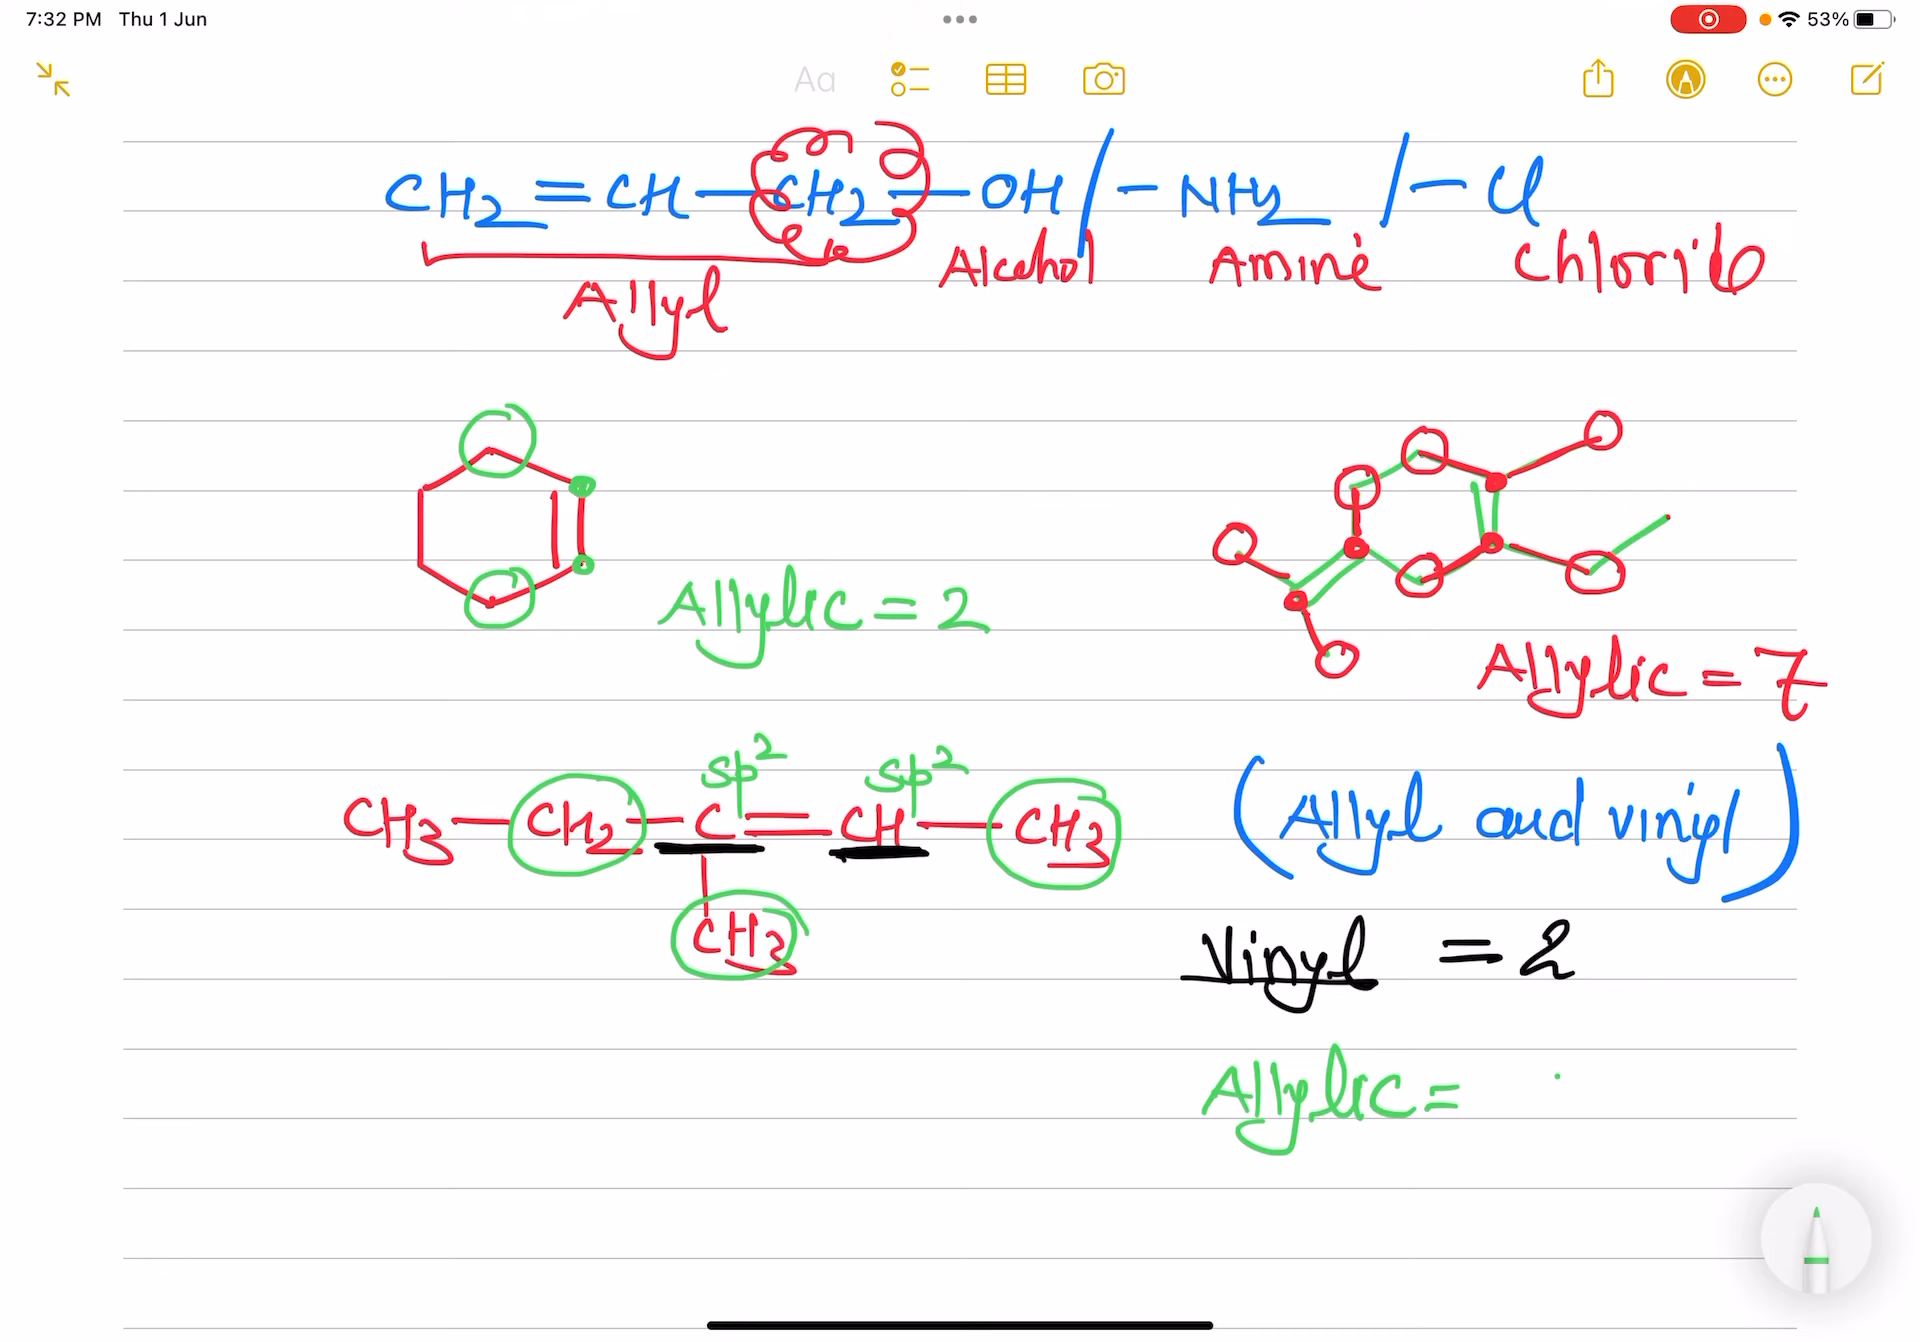 7:32 PM Thu 1 Jun
53%
Aa
CH2 = CH — CH2 — OH / — NH2 / — Cl
Allyl Alcohol Amine Chloride
Allylic = 2
Allylic = 7
sp² sp²
CH3 — CH2 — C = CH — CH3
CH3
(Allyl and vinyl)
Vinyl = 2
Allylic =